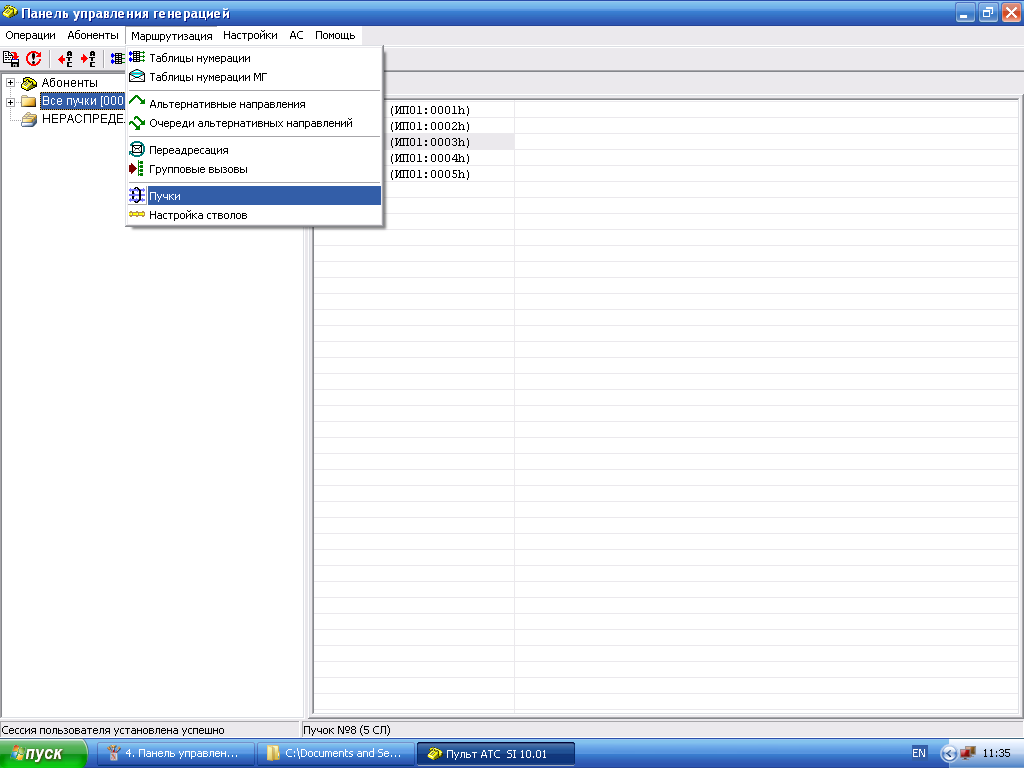 Панель управления генерацией
Операции Абоненты Маршрутизация Настройки АС Помощь
Таблицы нумерации
Таблицы нумерации МГ
Альтернативные направления
Очереди альтернативных направлений
Переадресация
Групповые вызовы
Пучки
Настройка стволов
Абоненты
Все пучки [000
НЕРАСПРЕДЕ
(ИП01:0001h)
(ИП01:0002h)
(ИП01:0003h)
(ИП01:0004h)
(ИП01:0005h)
Сессия пользователя установлена успешно
Пучок №8 (5 СЛ)
пуск
4. Панель управлен...
C:\Documents and Se...
Пульт АТС SI 10.01
EN
11:35